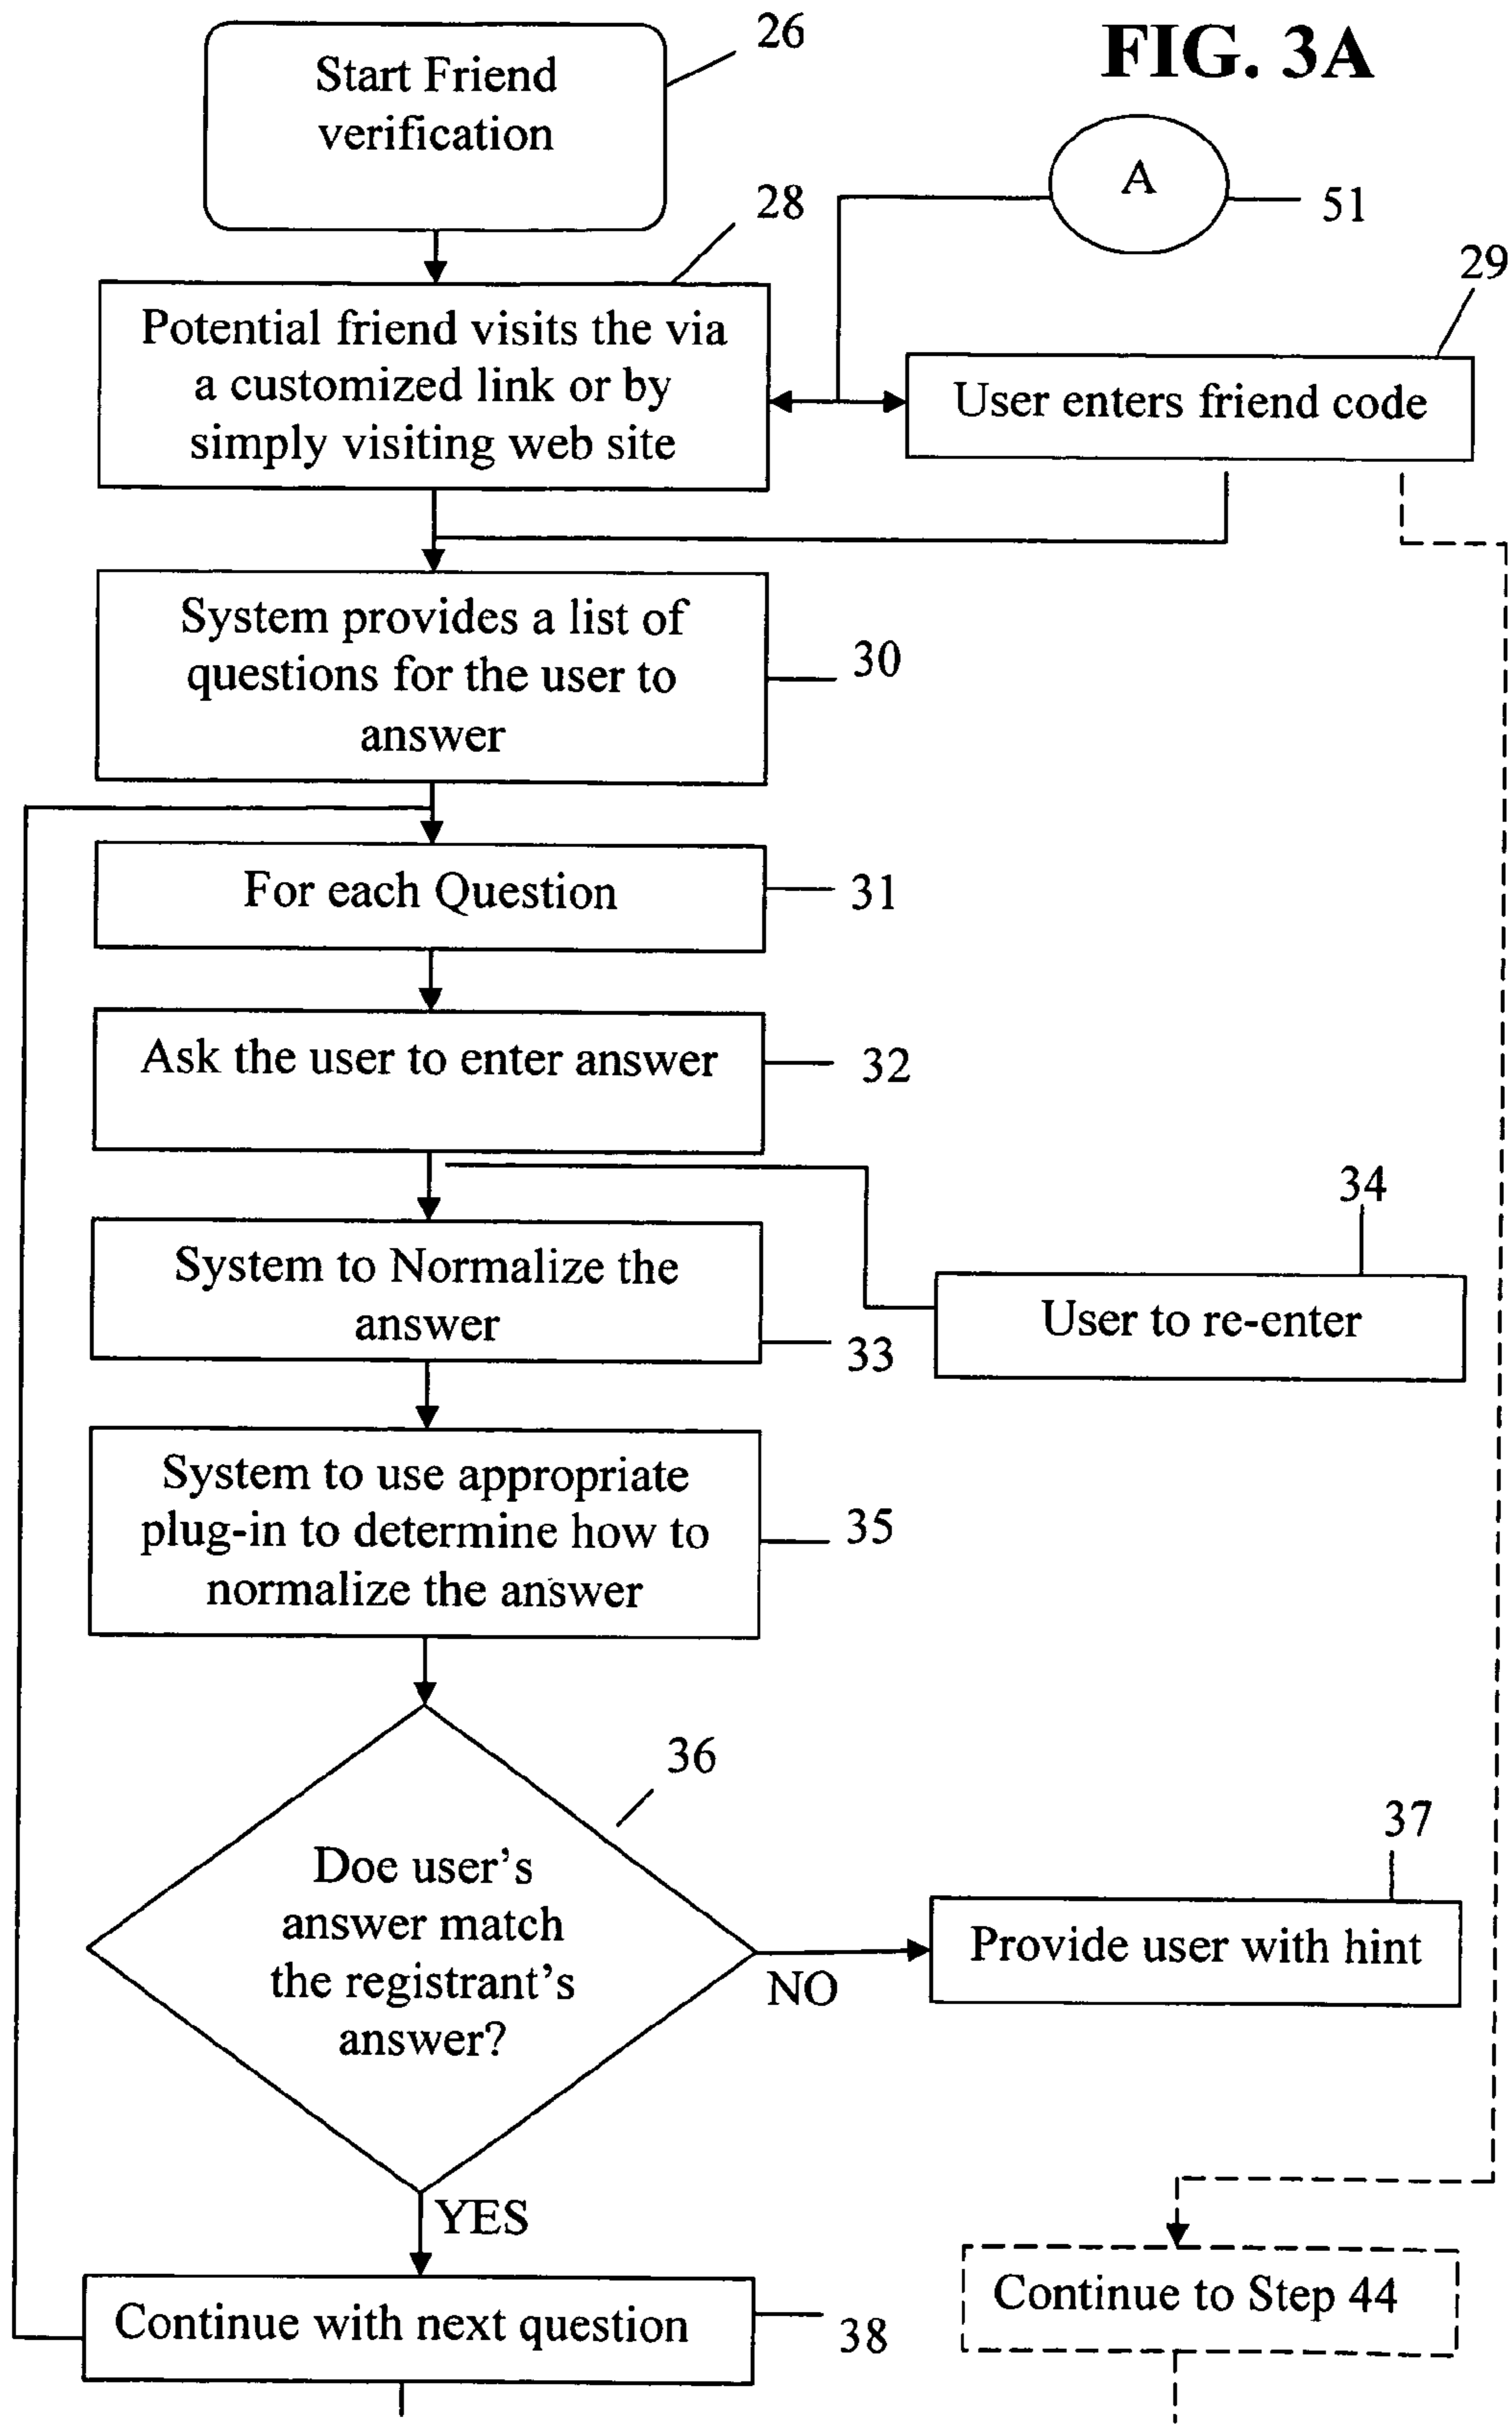 FIG. 3A
26
Start Friend
verification
A
51
28
29
Potential friend visits the via
a customized link or by
simply visiting web site
User enters friend code
System provides a list of
questions for the user to
answer
30
For each Question
31
Ask the user to enter answer
32
34
System to Normalize the
answer
33
User to re-enter
System to use appropriate
plug-in to determine how to
normalize the answer
35
36
Doe user's
answer match
the registrant's
answer?
NO
37
Provide user with hint
YES
Continue with next question
38
Continue to Step 44